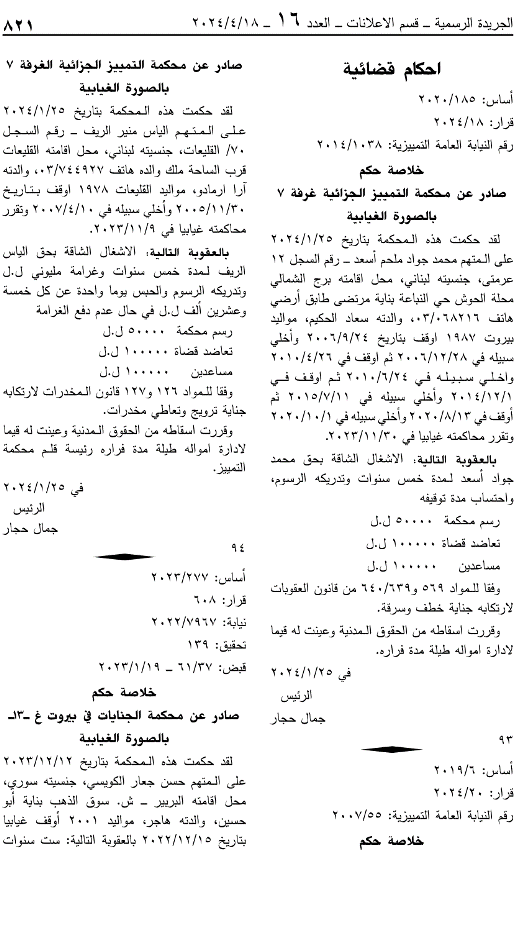 الجريدة الرسمية ــ قسم الاعلانات ــ العدد ١٦ ــ ٢٠٢٤/٤/١٨
٨٢١
احكام قضائية
أساس: ٢٠٢٠/١٨٥
قرار: ٢٠٢٤/١٨
رقم النيابة العامة التمييزية: ٢٠١٤/١٠٣٨
خلاصة حكم
صادر عن محكمة التمييز الجزائية غرفة ٧
بالصورة الغيابية
لقد حكمت هذه المحكمة بتاريخ ٢٠٢٤/١/٢٥
على المتهم محمد جواد ملحم أسعد ــ رقم السجل ١٢
عرمتى، جنسيته لبناني، محل اقامته برج الشمالي
محلة الحوش حي النباعة بناية مرتضى طابق أرضي
هاتف ٠٣/٠٦٨٢١٦، والدته سعاد الحكيم، مواليد
بيروت ١٩٨٧ اوقف بتاريخ ٢٠٠٦/٩/٢٤ وأخلي
سبيله في ٢٠٠٦/١٢/٢٨ ثم اوقف في ٢٠١٠/٤/٢٦
واخلي سبيله في ٢٠١٠/٦/٢٤ ثم اوقف في
٢٠١٤/١٢/١ وأخلي سبيله في ٢٠١٥/٧/١١ ثم
أوقف في ٢٠٢٠/٨/١٣ وأخلي سبيله في ٢٠٢٠/١٠/١
وتقرر محاكمته غيابيا في ٢٠٢٣/١١/٣٠.
بالعقوبة التالية: الاشغال الشاقة بحق محمد
جواد أسعد لمدة خمس سنوات وتدريكه الرسوم،
واحتساب مدة توقيفه
رسم محكمة ٥٠٠٠٠ ل.ل
تعاضد قضاة ١٠٠٠٠٠ ل.ل
مساعدين ١٠٠٠٠٠ ل.ل
وفقا للمواد ٥٦٩ و٦٤٠/٦٣٩ من قانون العقوبات
لارتكابه جناية خطف وسرقة.
وقررت اسقاطه من الحقوق المدنية وعينت له قيما
لادارة امواله طيلة مدة فراره.
في ٢٠٢٤/١/٢٥
الرئيس
جمال حجار
٩٣
أساس: ٢٠١٩/٦
قرار: ٢٠٢٤/٢٠
رقم النيابة العامة التمييزية: ٢٠٠٧/٥٥
خلاصة حكم
صادر عن محكمة التمييز الجزائية الغرفة ٧
بالصورة الغيابية
لقد حكمت هذه المحكمة بتاريخ ٢٠٢٤/١/٢٥
على المتهم الياس منير الريف ــ رقم السجل
٧٠/ القليعات، جنسيته لبناني، محل اقامته القليعات
قرب الساحة ملك والده هاتف ٠٣/٧٤٤٩٢٧، والدته
آرا ارمادو، مواليد القليعات ١٩٧٨ اوقف بتاريخ
٢٠٠٥/١١/٣٠ وأخلي سبيله في ٢٠٠٧/٤/١٠ وتقرر
محاكمته غيابيا في ٢٠٢٣/١١/٩.
بالعقوبة التالية: الاشغال الشاقة بحق الياس
الريف لمدة خمس سنوات وغرامة مليوني ل.ل
وتدريكه الرسوم والحبس يوما واحدة عن كل خمسة
وعشرين ألف ل.ل في حال عدم دفع الغرامة
رسم محكمة ٥٠٠٠٠ ل.ل
تعاضد قضاة ١٠٠٠٠٠ ل.ل
مساعدين ١٠٠٠٠٠ ل.ل
وفقا للمواد ١٢٦ و١٢٧ قانون المخدرات لارتكابه
جناية ترويج وتعاطي مخدرات.
وقررت اسقاطه من الحقوق المدنية وعينت له قيما
لادارة امواله طيلة مدة فراره رئيسة قلم محكمة
التمييز.
في ٢٠٢٤/١/٢٥
الرئيس
جمال حجار
٩٤
أساس: ٢٠٢٣/٢٧٧
قرار: ٦٠٨
نيابة: ٢٠٢٢/٧٩٦٧
تحقيق: ١٣٩
قبض: ٦١/٣٧ ــ ٢٠٢٣/١/١٩
خلاصة حكم
صادر عن محكمة الجنايات في بيروت غ ــ١٣ــ
بالصورة الغيابية
لقد حكمت هذه المحكمة بتاريخ ٢٠٢٣/١٢/١٢
على المتهم حسن جعار الكويسي، جنسيته سوري،
محل اقامته البربير ــ ش. سوق الذهب بناية أبو
حسين، والدته هاجر، مواليد ٢٠٠١ أوقف غيابيا
بتاريخ ٢٠٢٢/١٢/١٥ بالعقوبة التالية: ست سنوات